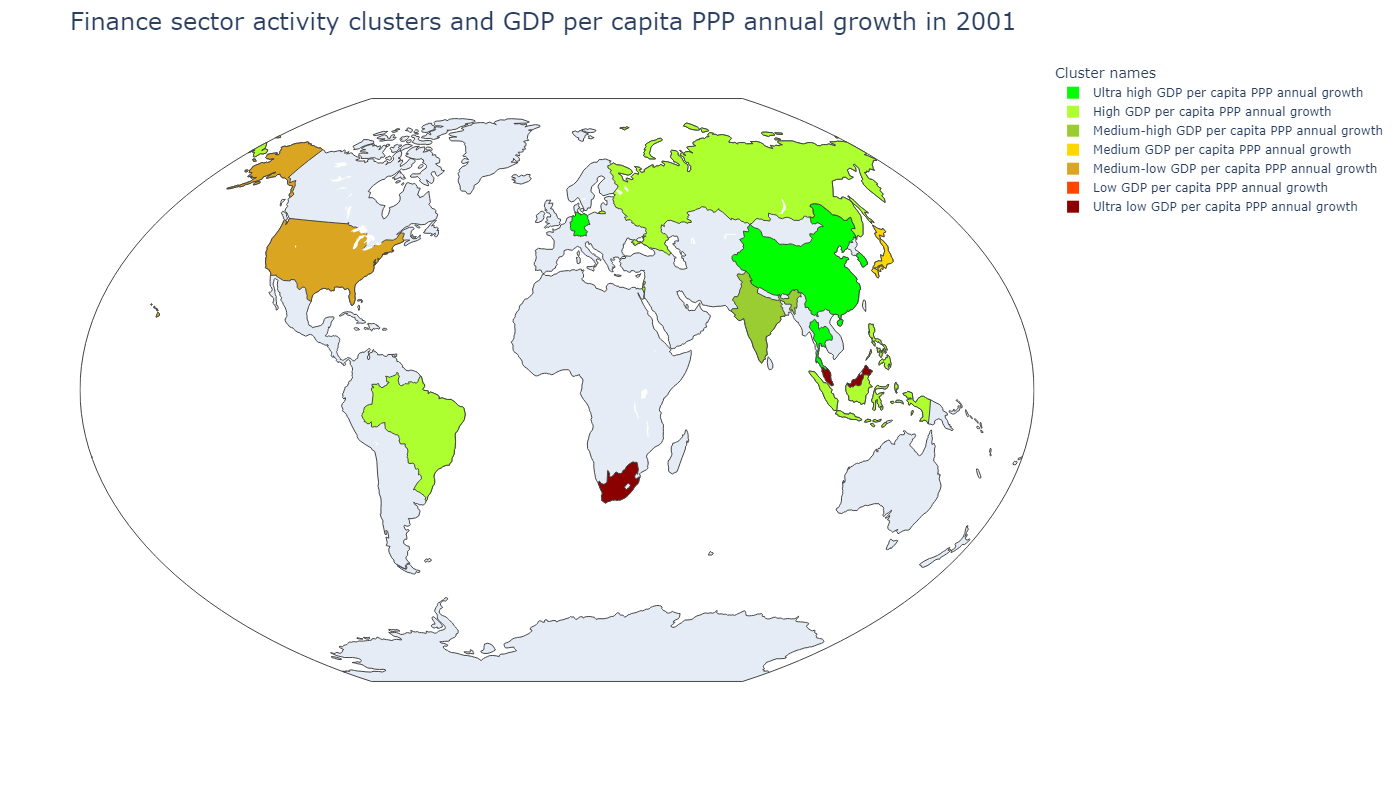 Finance sector activity clusters and GDP per capita PPP annual growth in 2001
Cluster names
Ultra high GDP per capita PPP annual growth
High GDP per capita PPP annual growth
Medium-high GDP per capita PPP annual growth
Medium GDP per capita PPP annual growth
Medium-low GDP per capita PPP annual growth
Low GDP per capita PPP annual growth
Ultra low GDP per capita PPP annual growth